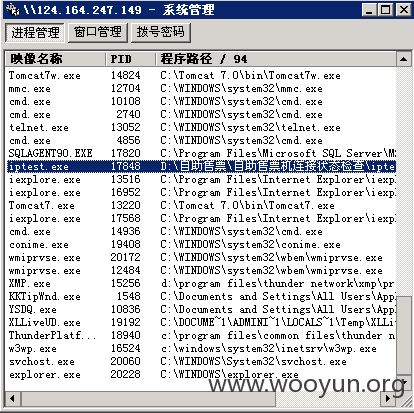 \\124.164.247.149 - 系统管理
进程管理 窗口管理 拨号密码
映像名称 PID 程序路径 / 94
Tomcat7w.exe 14824 C:\Tomcat 7.0\bin\Tomcat7w.exe
mmc.exe 12704 C:\WINDOWS\system32\mmc.exe
cmd.exe 10108 C:\WINDOWS\system32\cmd.exe
cmd.exe 2740 C:\WINDOWS\system32\cmd.exe
telnet.exe 13052 C:\WINDOWS\system32\telnet.exe
cmd.exe 4856 C:\WINDOWS\system32\cmd.exe
SQLAGENT90.EXE 17820 C:\Program Files\Microsoft SQL Server\MS
iptest.exe 17848 D:\自助售票\自助售票机连接状态检查\ipte
iexplore.exe 13516 C:\Program Files\Internet Explorer\iexp
iexplore.exe 16952 C:\Program Files\Internet Explorer\iexp
Tomcat7.exe 13220 C:\Tomcat 7.0\bin\Tomcat7.exe
iexplore.exe 17568 C:\Program Files\Internet Explorer\iexp
cmd.exe 14936 C:\WINDOWS\system32\cmd.exe
conime.exe 19408 C:\WINDOWS\system32\conime.exe
wmiprvse.exe 20172 C:\WINDOWS\system32\wbem\wmiprvse.exe
wmiprvse.exe 12484 C:\WINDOWS\system32\wbem\wmiprvse.exe
XMP.exe 15256 d:\program files\thunder network\xmp\pr
KKTipWnd.exe 1548 C:\Documents and Settings\All Users\App
YSDQ.exe 10836 C:\Documents and Settings\All Users\App
XLLiveUD.exe 19192 C:\DOCUME~1\ADMINI~1\LOCALS~1\Temp\XLLi
ThunderPlatf... 18940 c:\program files\common files\thunder n
w3wp.exe 16524 c:\windows\system32\inetsrv\w3wp.exe
svchost.exe 20060 C:\WINDOWS\System32\svchost.exe
explorer.exe 20228 C:\WINDOWS\explorer.exe
www.wooyun.org